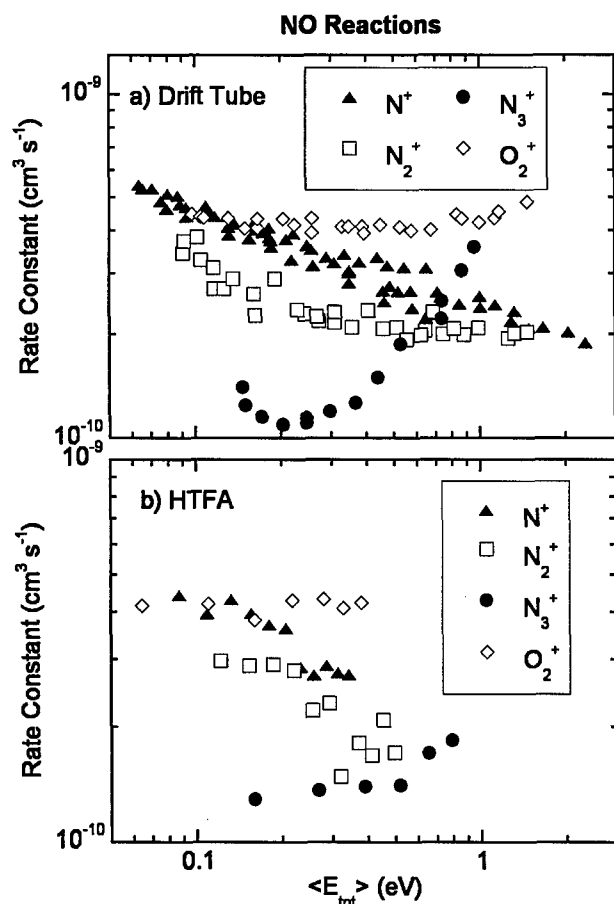 NO Reactions
a) Drift Tube
▲ N⁺
● N₃⁺
□ N₂⁺
◇ O₂⁺
10⁻⁹
Rate Constant (cm³ s⁻¹)
10⁻¹⁰
10⁻⁹
b) HTFA
▲ N⁺
□ N₂⁺
● N₃⁺
◇ O₂⁺
Rate Constant (cm³ s⁻¹)
10⁻¹⁰
0.1
1
<E_tot> (eV)